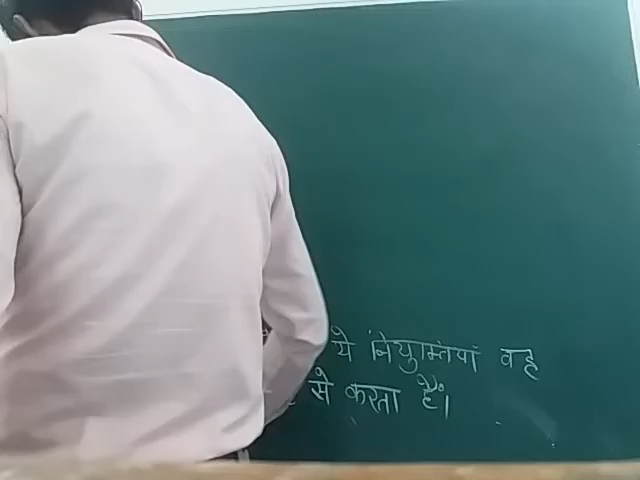 ये नियुक्तियां वह
से करता है।